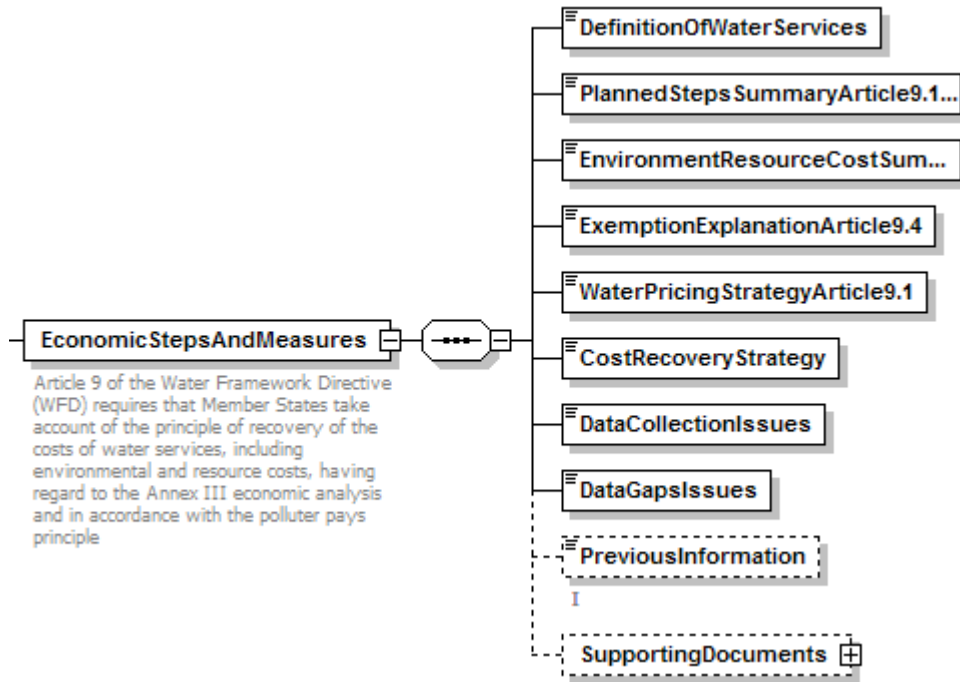 DefinitionOfWaterServices
PlannedStepsSummaryArticle9.1...
EnvironmentResourceCostSum...
ExemptionExplanationArticle9.4
WaterPricingStrategyArticle9.1
EconomicStepsAndMeasures
Article 9 of the Water Framework Directive
(WFD) requires that Member States take
account of the principle of recovery of the
costs of water services, including
environmental and resource costs, having
regard to the Annex III economic analysis
and in accordance with the polluter pays
principle
CostRecoveryStrategy
DataCollectionIssues
DataGapsIssues
PreviousInformation
I
SupportingDocuments